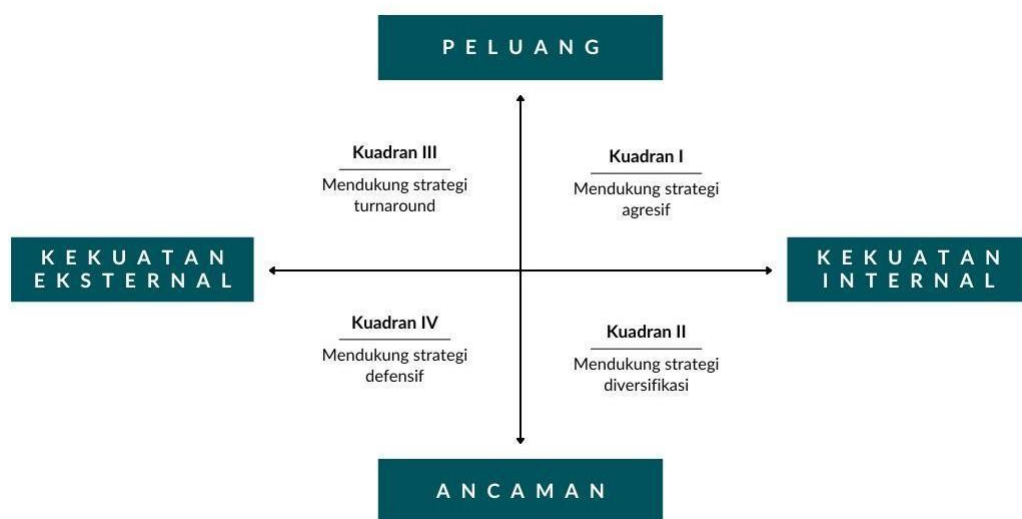 PELUANG
Kuadran III
Mendukung strategi
turnaround
Kuadran I
Mendukung strategi
agresif
KEKUATAN
EKSTERNAL
KEKUATAN
INTERNAL
Kuadran IV
Mendukung strategi
defensif
Kuadran II
Mendukung strategi
diversifikasi
ANCAMAN